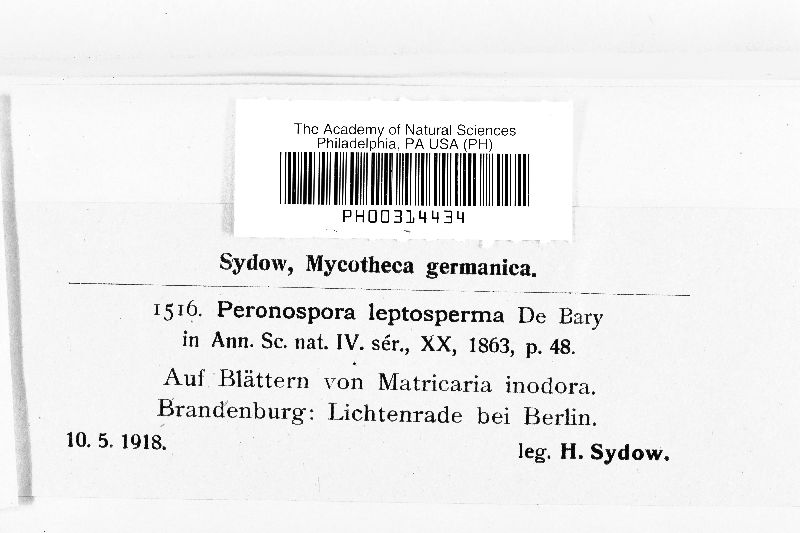 The Academy of Natural Sciences
Philadelphia, PA USA (PH)
PH00314434
Sydow, Mycotheca germanica.
1516. Peronospora leptosperma De Bary
in Ann. Sc. nat. IV. sér., XX, 1863, p. 48.
Auf Blättern von Matricaria inodora.
Brandenburg: Lichtenrade bei Berlin.
10. 5. 1918.
leg. H. Sydow.